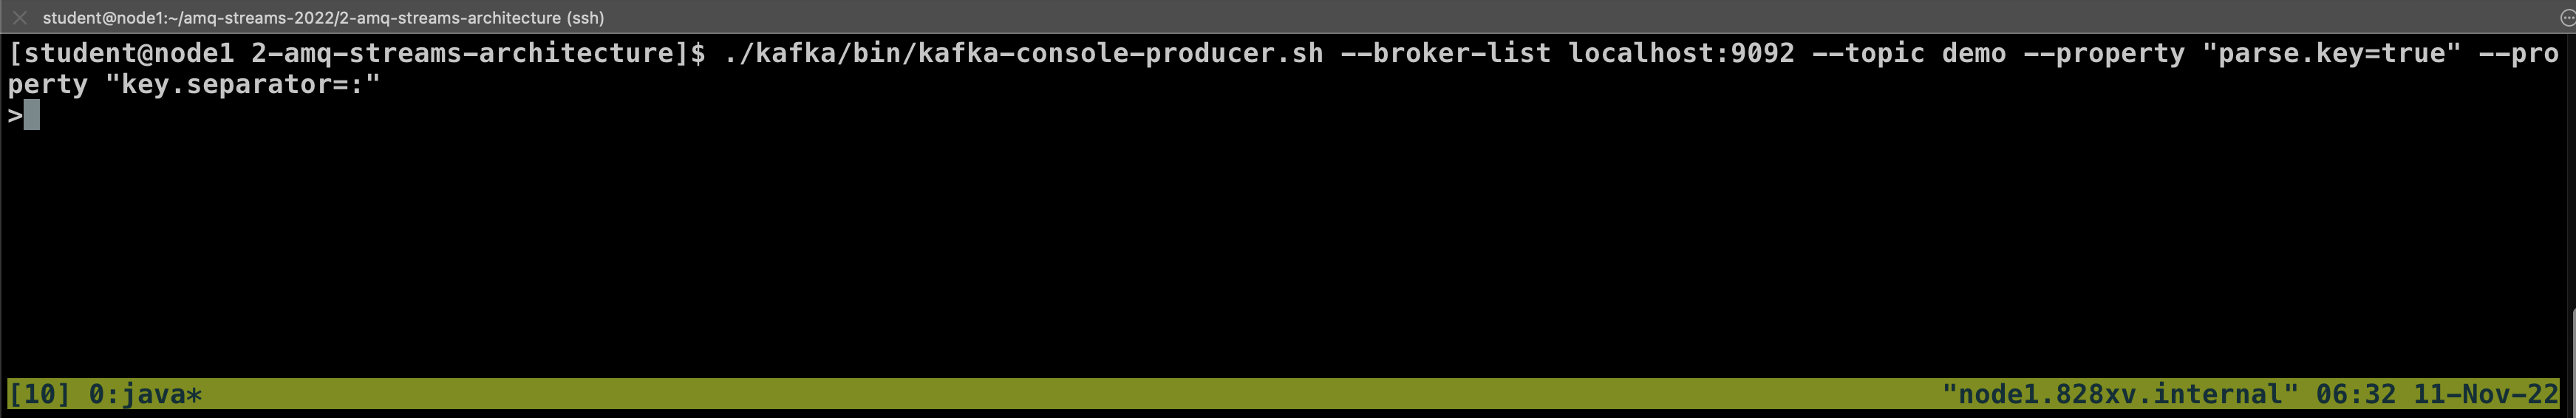 student@node1:~/amq-streams-2022/2-amq-streams-architecture (ssh)
[student@node1 2-amq-streams-architecture]$ ./kafka/bin/kafka-console-producer.sh --broker-list localhost:9092 --topic demo --property "parse.key=true" --pro
perty "key.separator=:"
>
[10] 0:java* "node1.828xv.internal" 06:32 11-Nov-22